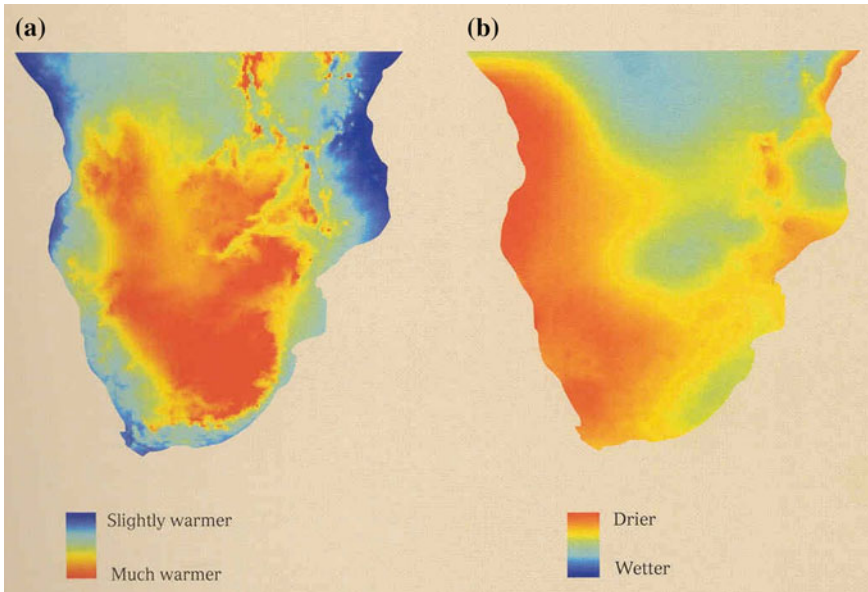 (a)
(b)
Slightly warmer
Much warmer
Drier
Wetter